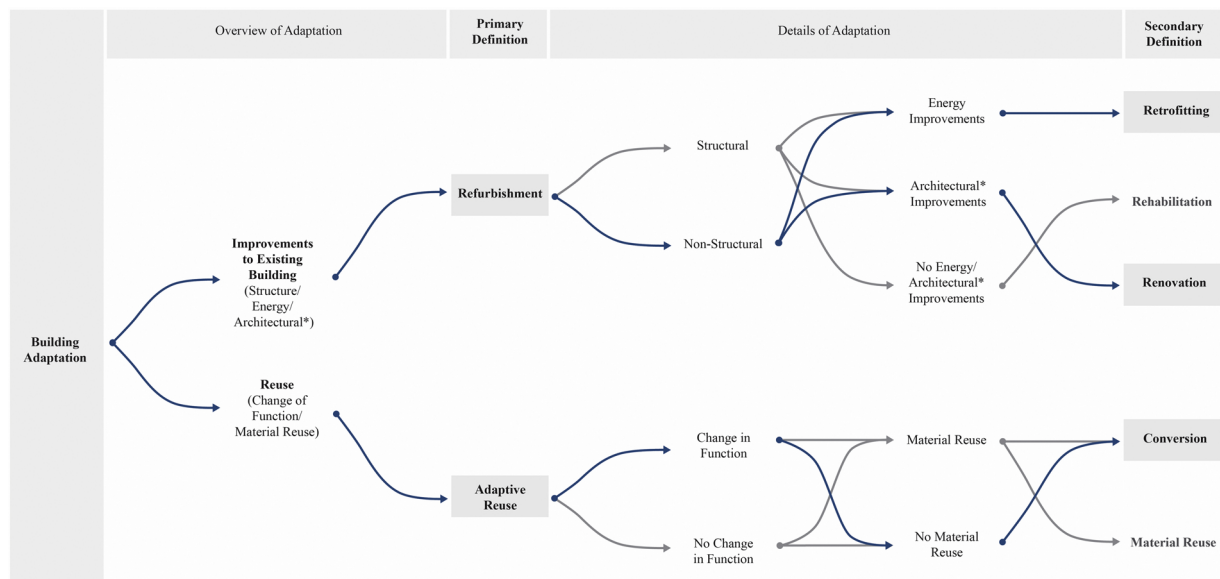 Overview of Adaptation
Primary
Definition
Details of Adaptation
Secondary
Definition
Building
Adaptation
Improvements
to Existing
Building
(Structure/
Energy/
Architectural*)
Reuse
(Change of
Function/
Material Reuse)
Refurbishment
Adaptive
Reuse
Structural
Non-Structural
Change in
Function
No Change
in Function
Energy
Improvements
Architectural*
Improvements
No Energy/
Architectural*
Improvements
Material Reuse
No Material
Reuse
Retrofitting
Rehabilitation
Renovation
Conversion
Material Reuse